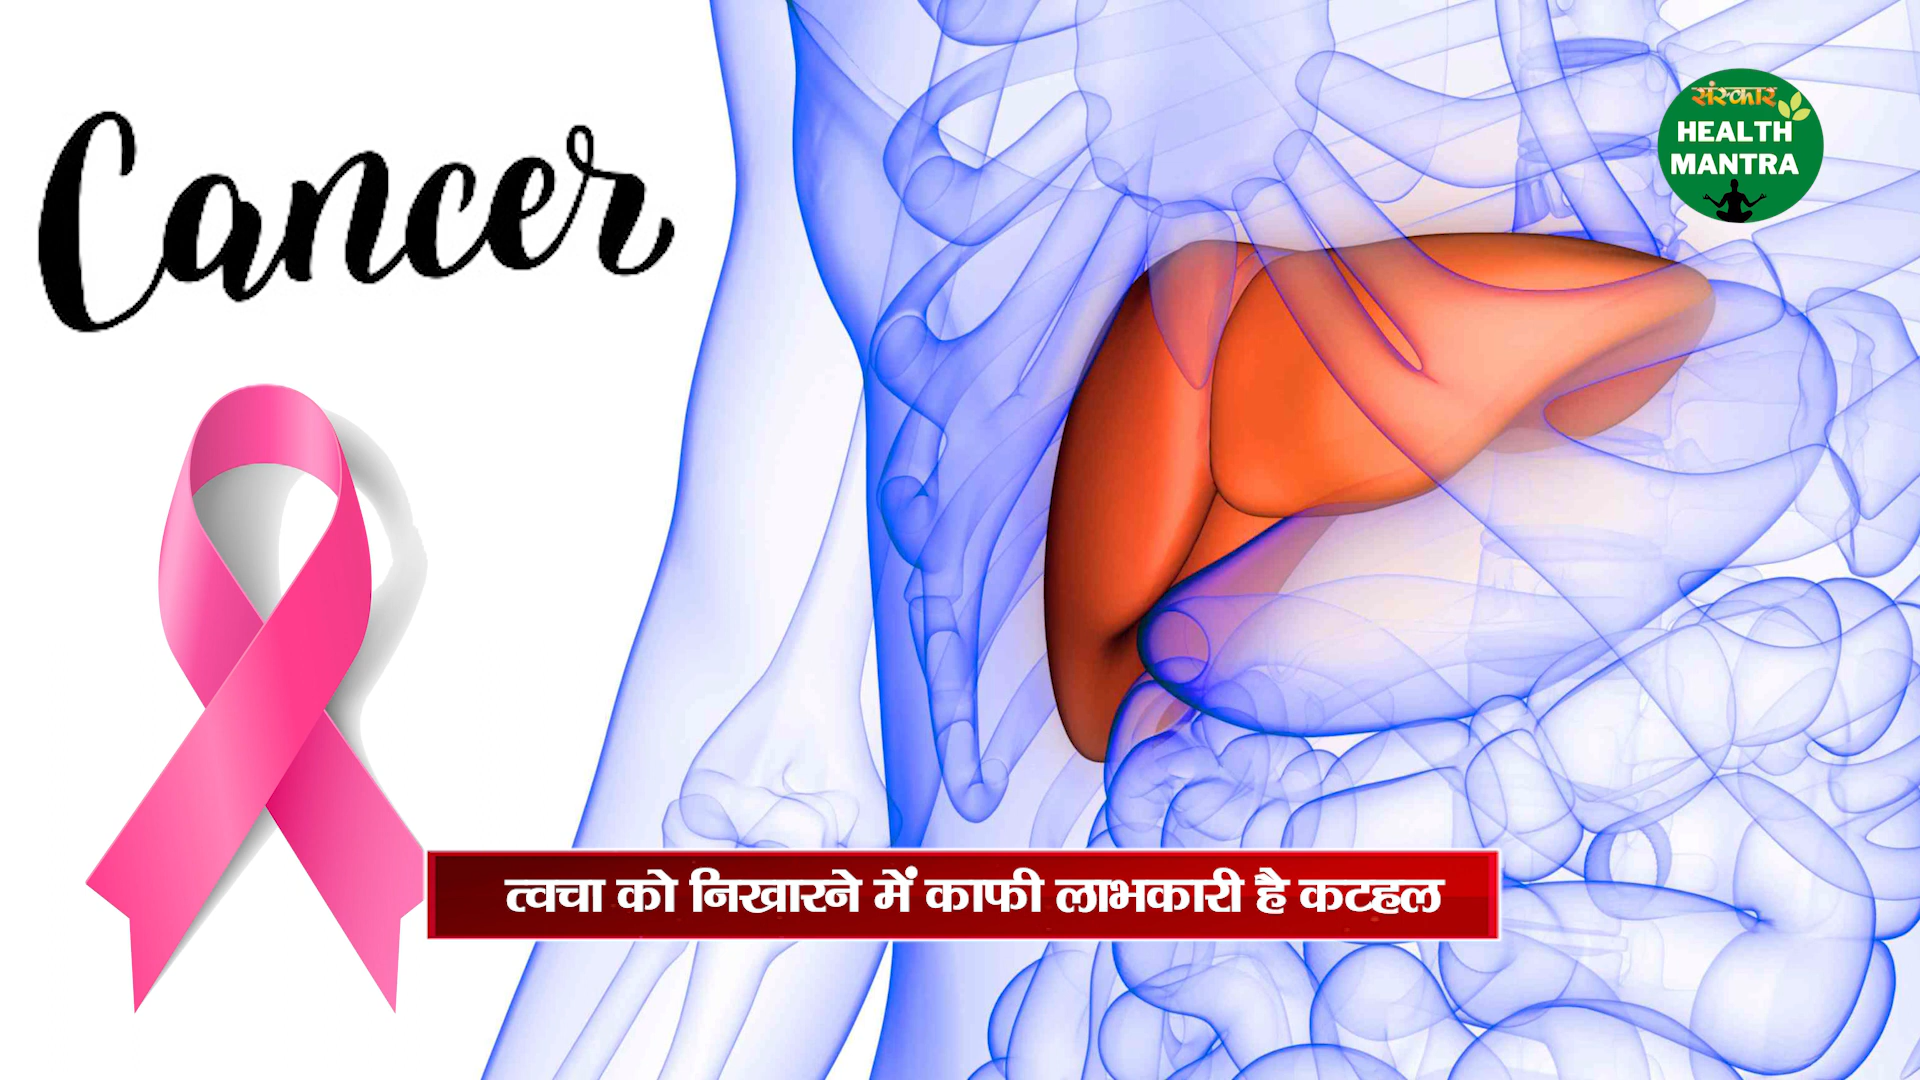 Cancer
संस्कार
HEALTH
MANTRA
त्वचा को निखारने में काफी लाभकारी है कटहल